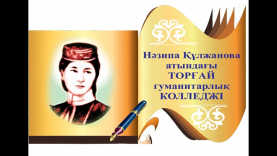 Нәзипа Құлжанова
атындағы
ТОРҒАЙ
гуманитарлық
КОЛЛЕДЖІ